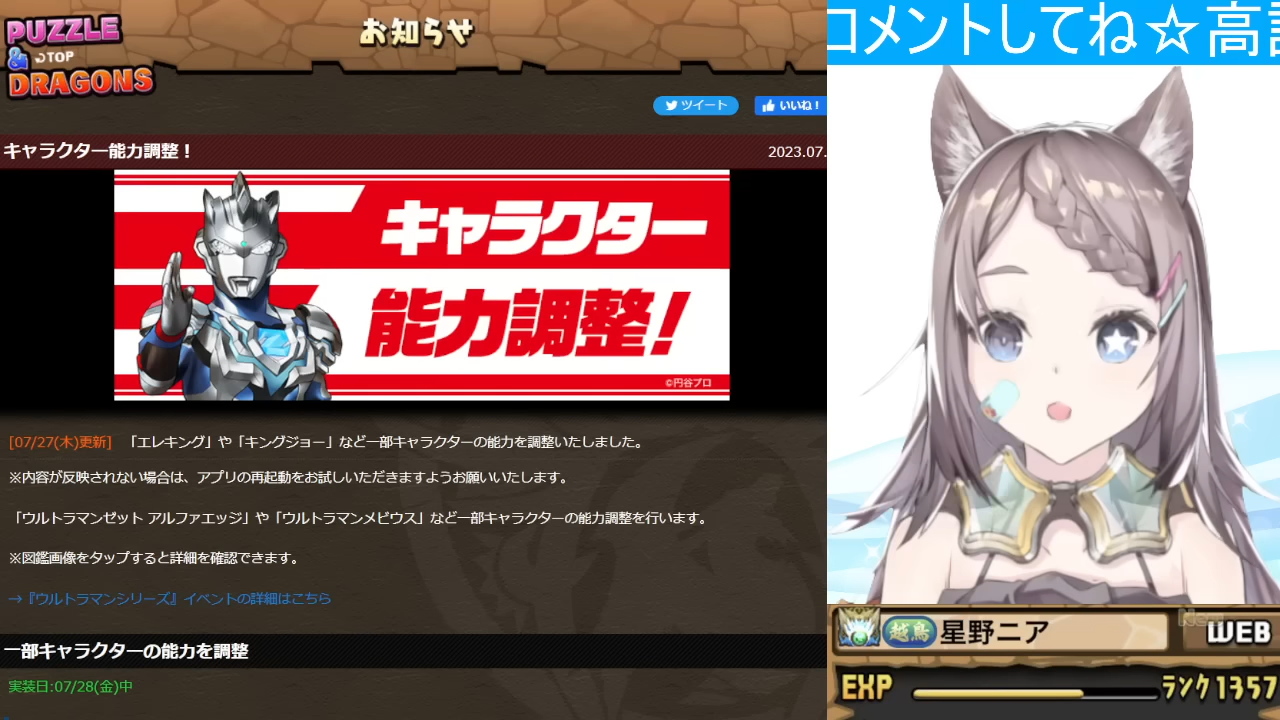 PUZZLE
& TOP
DRAGONS
お知らせ
コメントしてね☆高
ツイート
いいね！
キャラクター能力調整！
2023.07.
キャラクター
能力調整！
©円谷プロ
[07/27(木)更新] 「エレキング」や「キングジョー」など一部キャラクターの能力を調整いたしました。
※内容が反映されない場合は、アプリの再起動をお試しいただきますようお願いいたします。
「ウルトラマンゼット アルファエッジ」や「ウルトラマンメビウス」など一部キャラクターの能力調整を行います。
※図鑑画像をタップすると詳細を確認できます。
→『ウルトラマンシリーズ』イベントの詳細はこちら
一部キャラクターの能力を調整
実装日:07/28(金)中
越鳥 星野ニア
New
WEB
EXP
ランク1357